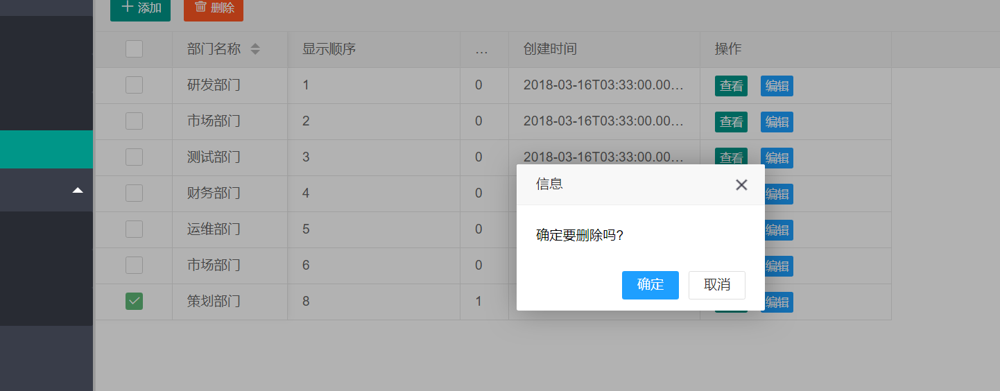 添加 删除
部门名称 显示顺序 ... 创建时间 操作
研发部门 1 0 2018-03-16T03:33:00.00... 查看 编辑
市场部门 2 0 2018-03-16T03:33:00.00... 查看 编辑
测试部门 3 0 2018-03-16T03:33:00.00... 查看 编辑
信息
财务部门 4 0 编辑
运维部门 5 0 编辑
确定要删除吗?
市场部门 6 0 编辑
确定 取消
策划部门 8 1 编辑